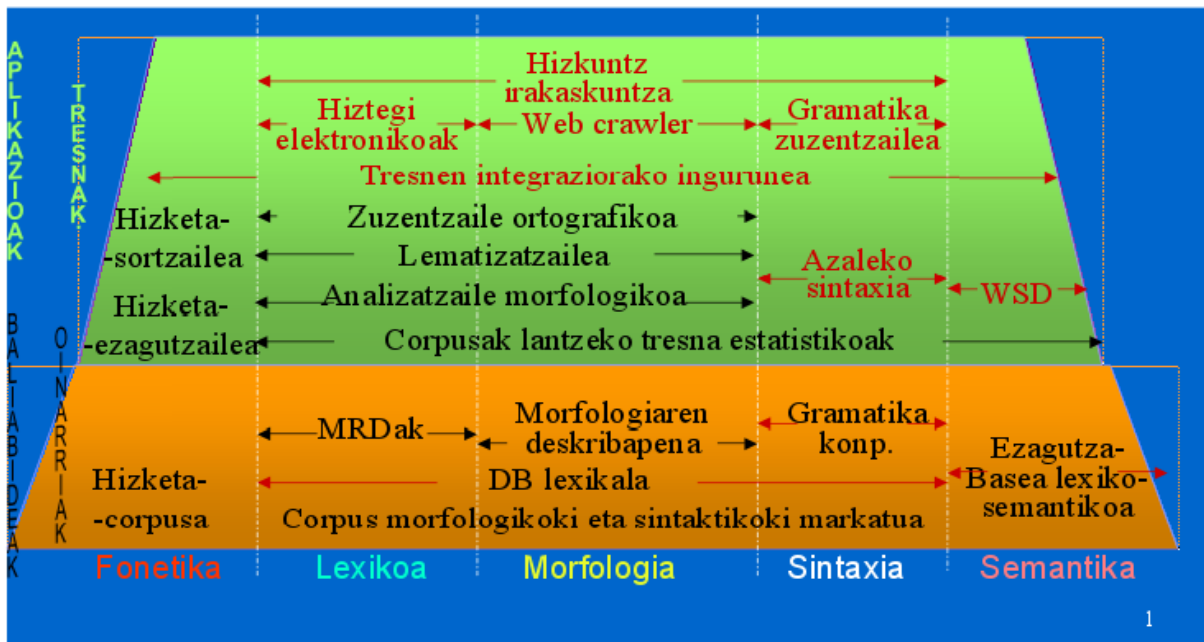 APLIKAZIOAK
TRESNAK
Hizkuntz
irakaskuntza
Hiztegi
elektronikoak
Web crawler
Gramatika
zuzentzailea
Tresnen integraziorako ingurunea
Hizketa-
-sortzailea
Zuzentzaile ortografikoa
Lematizatzailea
Azaleko
sintaxia
WSD
Hizketa-
-ezagutzailea
Analizatzaile morfologikoa
Corpusak lantzeko tresna estatistikoak
BALIABIDEAK
OINARRIAK
MRDak
Morfologiaren
deskribapena
Gramatika
konp.
Ezagutza-
Basea lexiko-
semantikoa
Hizketa-
-corpusa
DB lexikala
Corpus morfologikoki eta sintaktikoki markatua
Fonetika
Lexikoa
Morfologia
Sintaxia
Semantika
1